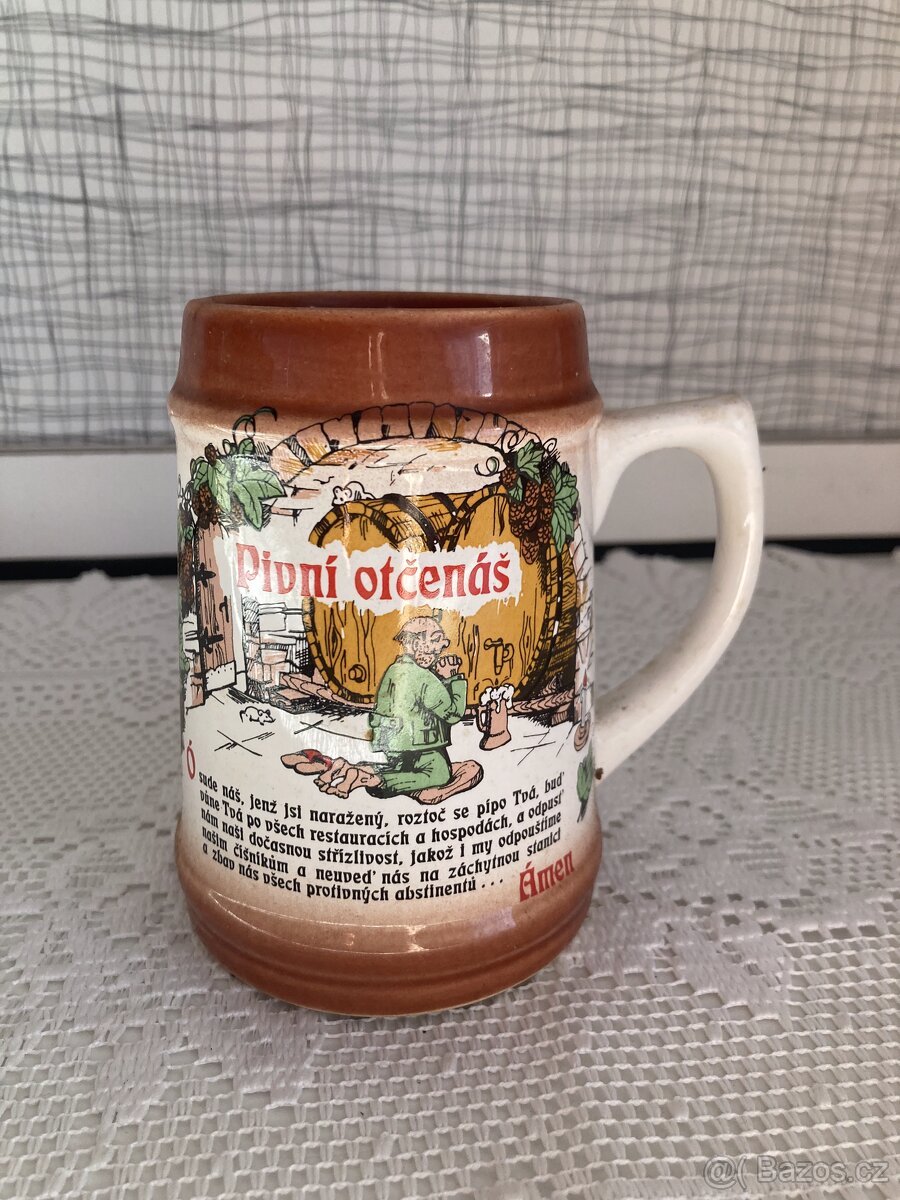 Pivní otčenáš
Ó sude náš, jenž jsi naražený, roztoč se pípo Tvá, buď
vůne Tvá po všech restauracích a hospodách, a odpusť
nám naši dočasnou střízlivost, jakož i my odpouštíme
našim číšníkům a neuveď nás na záchytnou stanici
a zbav nás všech protivných abstinentů . . . Ámen
@( Bazos.cz